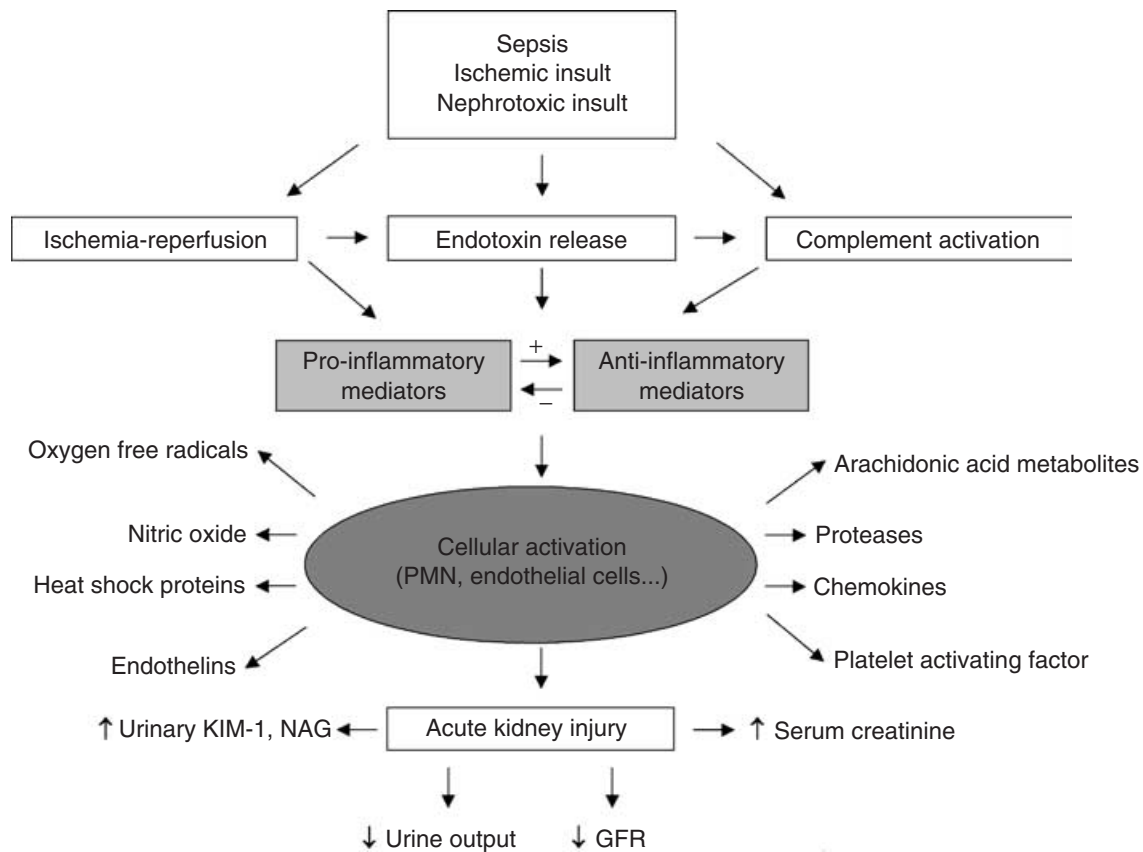 Sepsis
Ischemic insult
Nephrotoxic insult
Ischemia-reperfusion
Endotoxin release
Complement activation
Pro-inflammatory
mediators
+
−
Anti-inflammatory
mediators
Oxygen free radicals
Nitric oxide
Heat shock proteins
Endothelins
Cellular activation
(PMN, endothelial cells...)
Arachidonic acid metabolites
Proteases
Chemokines
Platelet activating factor
↑ Urinary KIM-1, NAG
Acute kidney injury
↑ Serum creatinine
↓ Urine output
↓ GFR